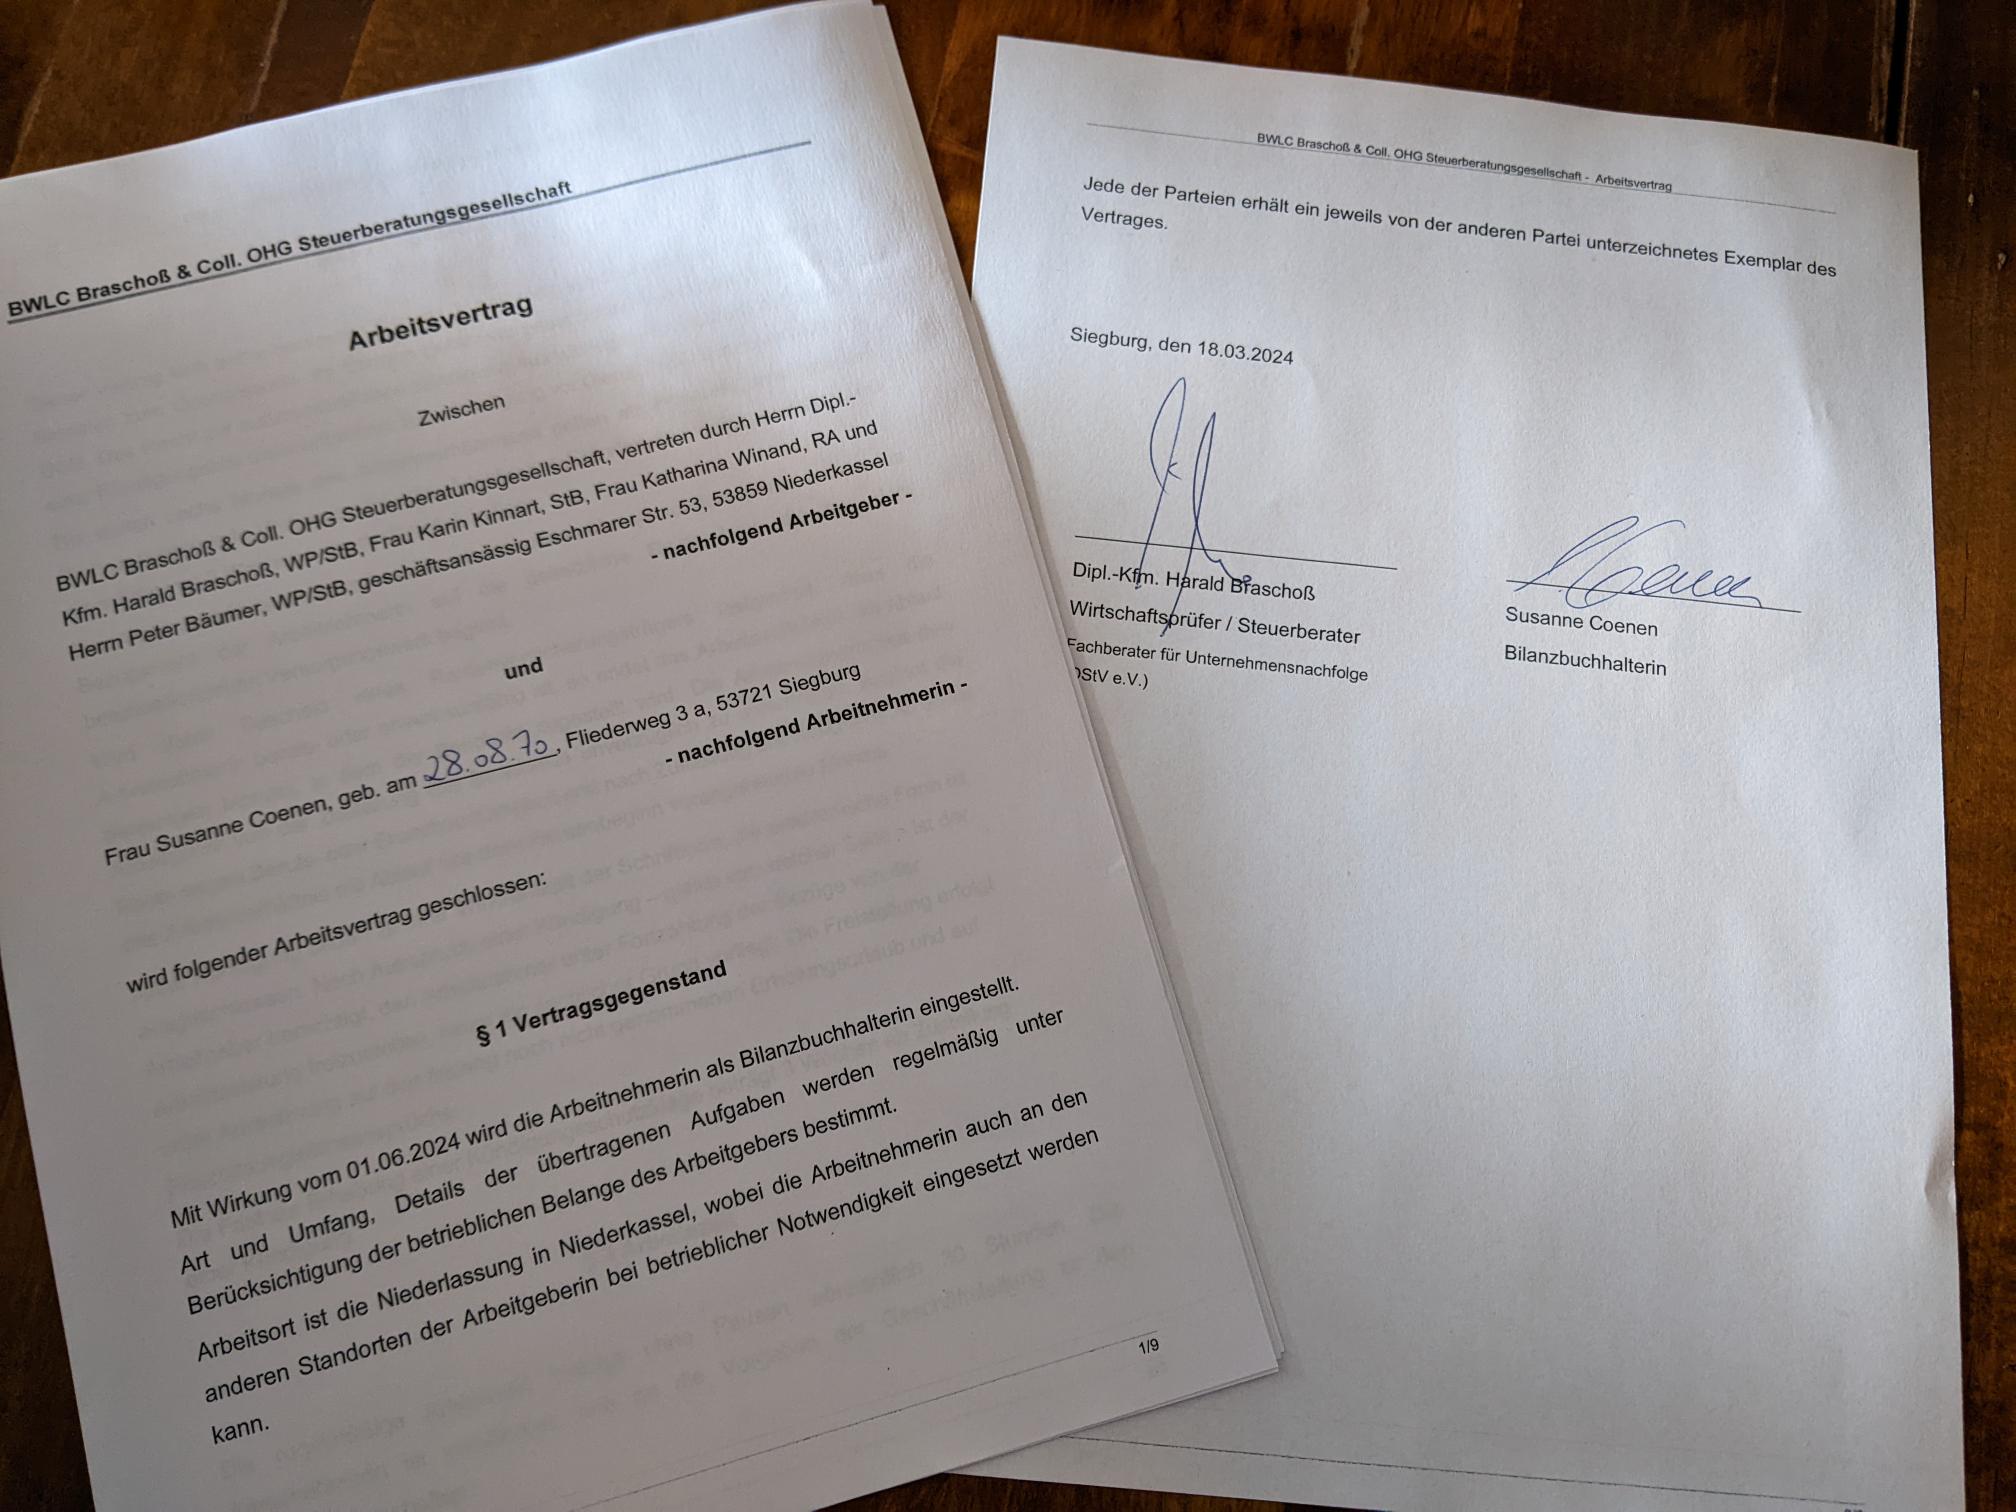 BWLC Braschoß & Coll. OHG Steuerberatungsgesellschaft
Arbeitsvertrag
Zwischen
BWLC Braschoß & Coll. OHG Steuerberatungsgesellschaft, vertreten durch Herrn Dipl.-
Kfm. Harald Braschoß, WP/StB, Frau Karin Kinnart, StB, Frau Katharina Winand, RA und
Herrn Peter Bäumer, WP/StB, geschäftsansässig Eschmarer Str. 53, 53859 Niederkassel
- nachfolgend Arbeitgeber -
und
Frau Susanne Coenen, geb. am 28.08.70, Fliederweg 3 a, 53721 Siegburg
- nachfolgend Arbeitnehmerin -
wird folgender Arbeitsvertrag geschlossen:
§ 1 Vertragsgegenstand
Mit Wirkung vom 01.06.2024 wird die Arbeitnehmerin als Bilanzbuchhalterin eingestellt.
Art und Umfang, Details der übertragenen Aufgaben werden regelmäßig unter
Berücksichtigung der betrieblichen Belange des Arbeitgebers bestimmt.
Arbeitsort ist die Niederlassung in Niederkassel, wobei die Arbeitnehmerin auch an den
anderen Standorten der Arbeitgeberin bei betrieblicher Notwendigkeit eingesetzt werden
kann.
1/9
BWLC Braschoß & Coll. OHG Steuerberatungsgesellschaft - Arbeitsvertrag
Jede der Parteien erhält ein jeweils von der anderen Partei unterzeichnetes Exemplar des
Vertrages.
Siegburg, den 18.03.2024
Dipl.-Kfm. Harald Braschoß
Wirtschaftsprüfer / Steuerberater
Fachberater für Unternehmensnachfolge
DStV e.V.)
SCoenen
Susanne Coenen
Bilanzbuchhalterin